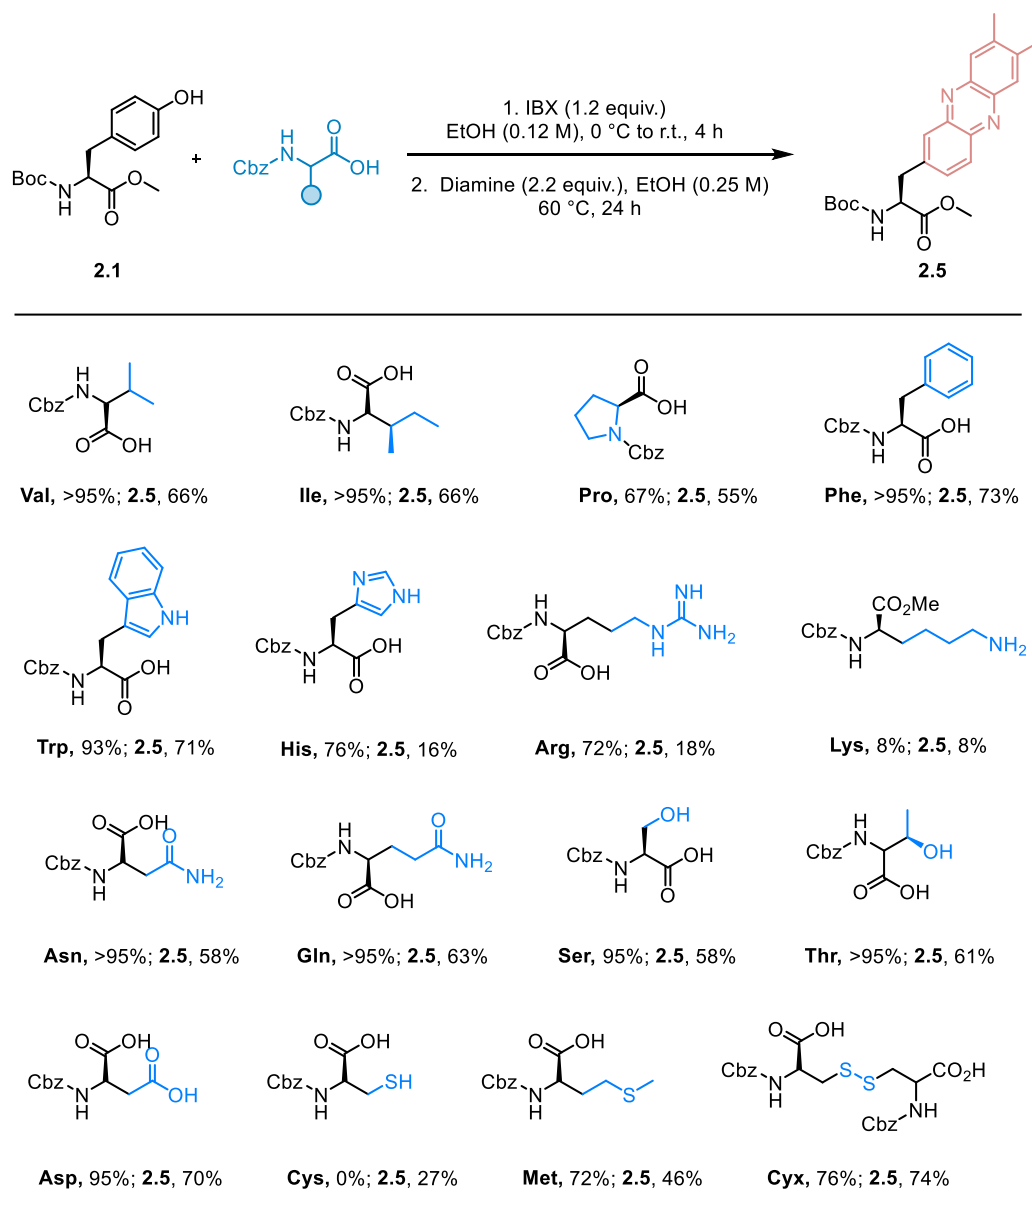 OH
Boc
N
H
O
O
2.1
+
Cbz
H
N
O
OH
1. IBX (1.2 equiv.)
EtOH (0.12 M), 0 °C to r.t., 4 h
2. Diamine (2.2 equiv.), EtOH (0.25 M)
60 °C, 24 h
N
N
Boc
N
H
O
O
2.5
Cbz
H
N
O
OH
Val, >95%; 2.5, 66%
O
OH
Cbz
N
H
Ile, >95%; 2.5, 66%
O
OH
N
Cbz
Pro, 67%; 2.5, 55%
Cbz
N
H
OH
O
Phe, >95%; 2.5, 73%
NH
Cbz
N
H
OH
O
Trp, 93%; 2.5, 71%
N
NH
Cbz
N
H
OH
O
His, 76%; 2.5, 16%
H
N
Cbz
O
OH
N
H
NH
NH2
Arg, 72%; 2.5, 18%
CO2Me
Cbz
N
H
NH2
Lys, 8%; 2.5, 8%
O
OH
O
Cbz
N
H
NH2
Asn, >95%; 2.5, 58%
H
N
Cbz
O
NH2
O
OH
Gln, >95%; 2.5, 63%
OH
Cbz
N
H
OH
O
Ser, 95%; 2.5, 58%
H
N
Cbz
OH
O
OH
Thr, >95%; 2.5, 61%
O
OH
O
Cbz
N
H
OH
Asp, 95%; 2.5, 70%
O
OH
Cbz
N
H
SH
Cys, 0%; 2.5, 27%
O
OH
Cbz
N
H
S
Met, 72%; 2.5, 46%
O
OH
Cbz
N
H
S
S
CO2H
NH
Cbz
Cyx, 76%; 2.5, 74%